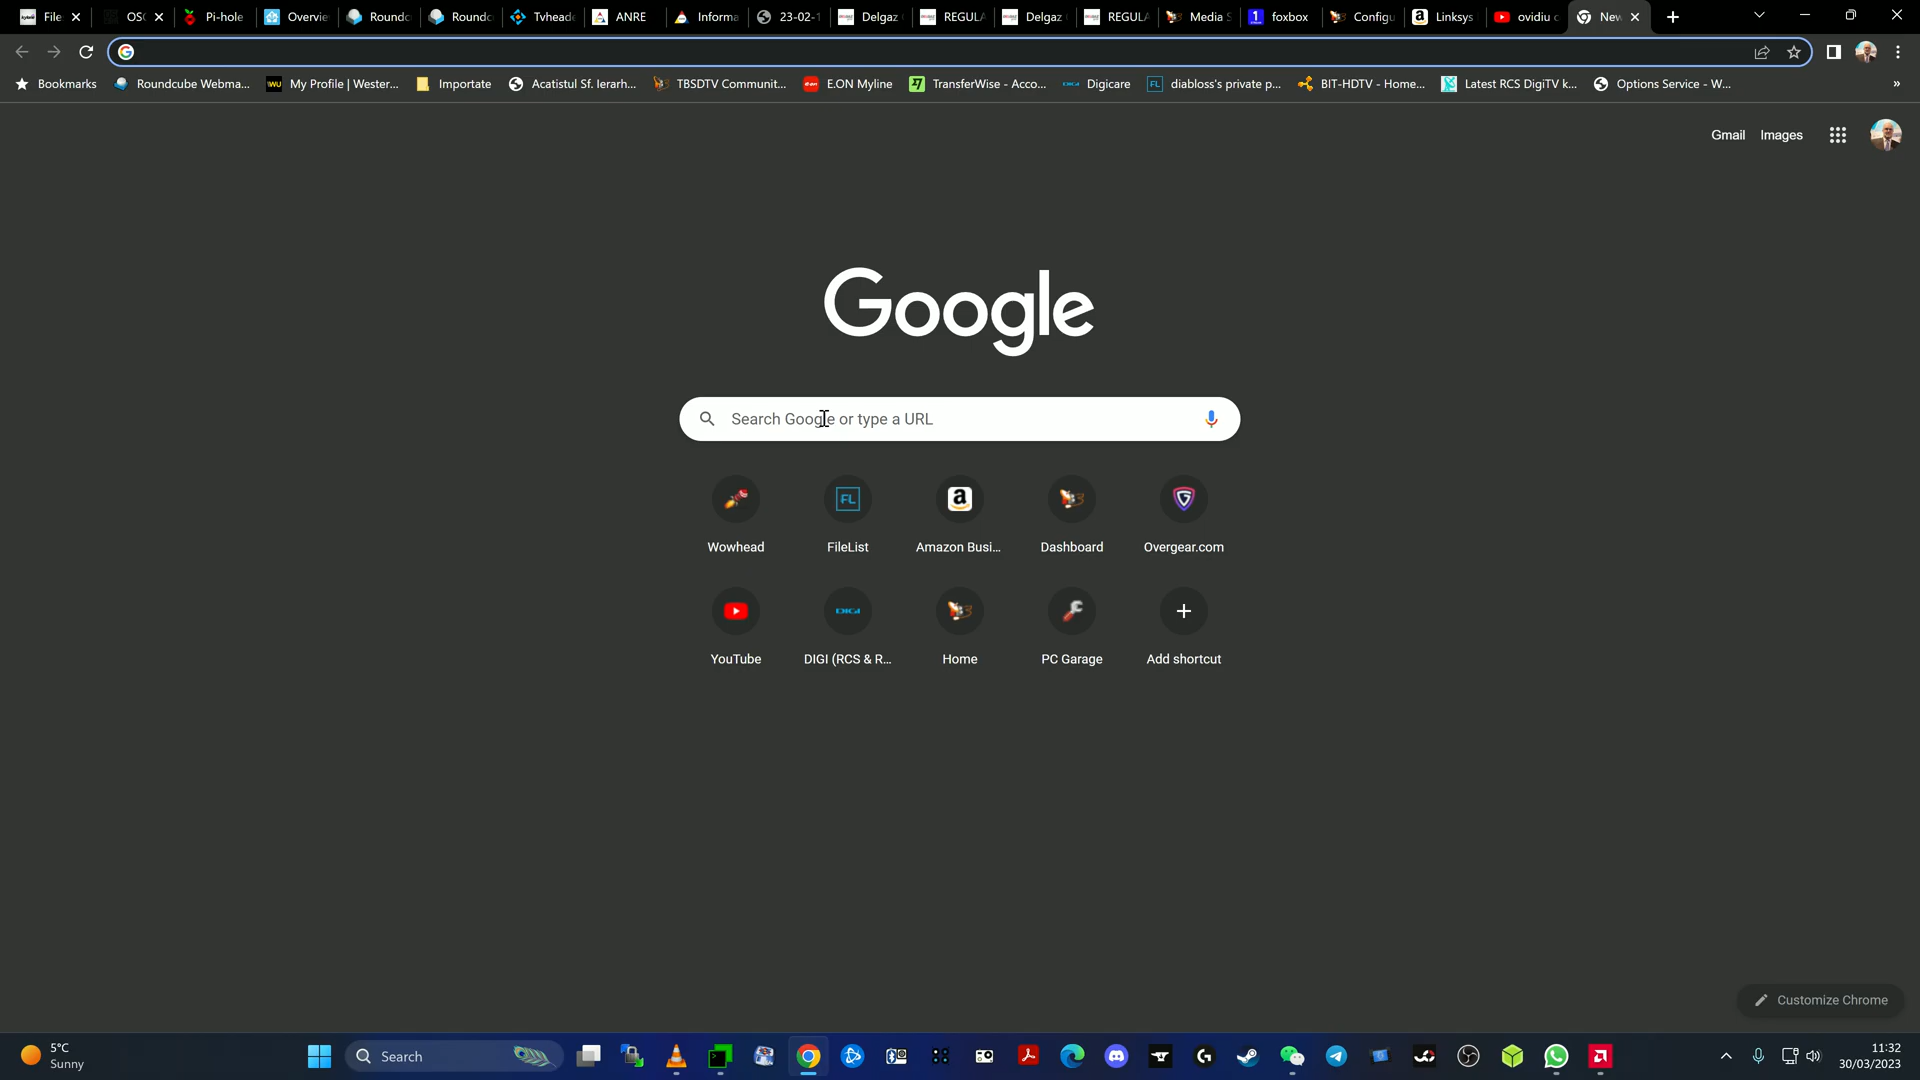 File
OSC
Pi-hole
Overvie
Roundc
Roundc
Tvheade
ANRE
Informa
23-02-1
Delgaz
REGULA
Delgaz
REGULA
Media S
foxbox
Configu
Linksys
ovidiu c
New
Bookmarks
Roundcube Webma...
My Profile | Wester...
Importate
Acatistul Sf. Ierarh...
TBSDTV Communit...
E.ON Myline
TransferWise - Acco...
Digicare
diabloss's private p...
BIT-HDTV - Home...
Latest RCS DigiTV k...
Options Service - W...
»
Gmail
Images
Google
Search Google or type a URL
Wowhead
FileList
Amazon Busi...
Dashboard
Overgear.com
YouTube
DIGI (RCS & R...
Home
PC Garage
Add shortcut
Customize Chrome
5°C
Sunny
Search
11:32
30/03/2023